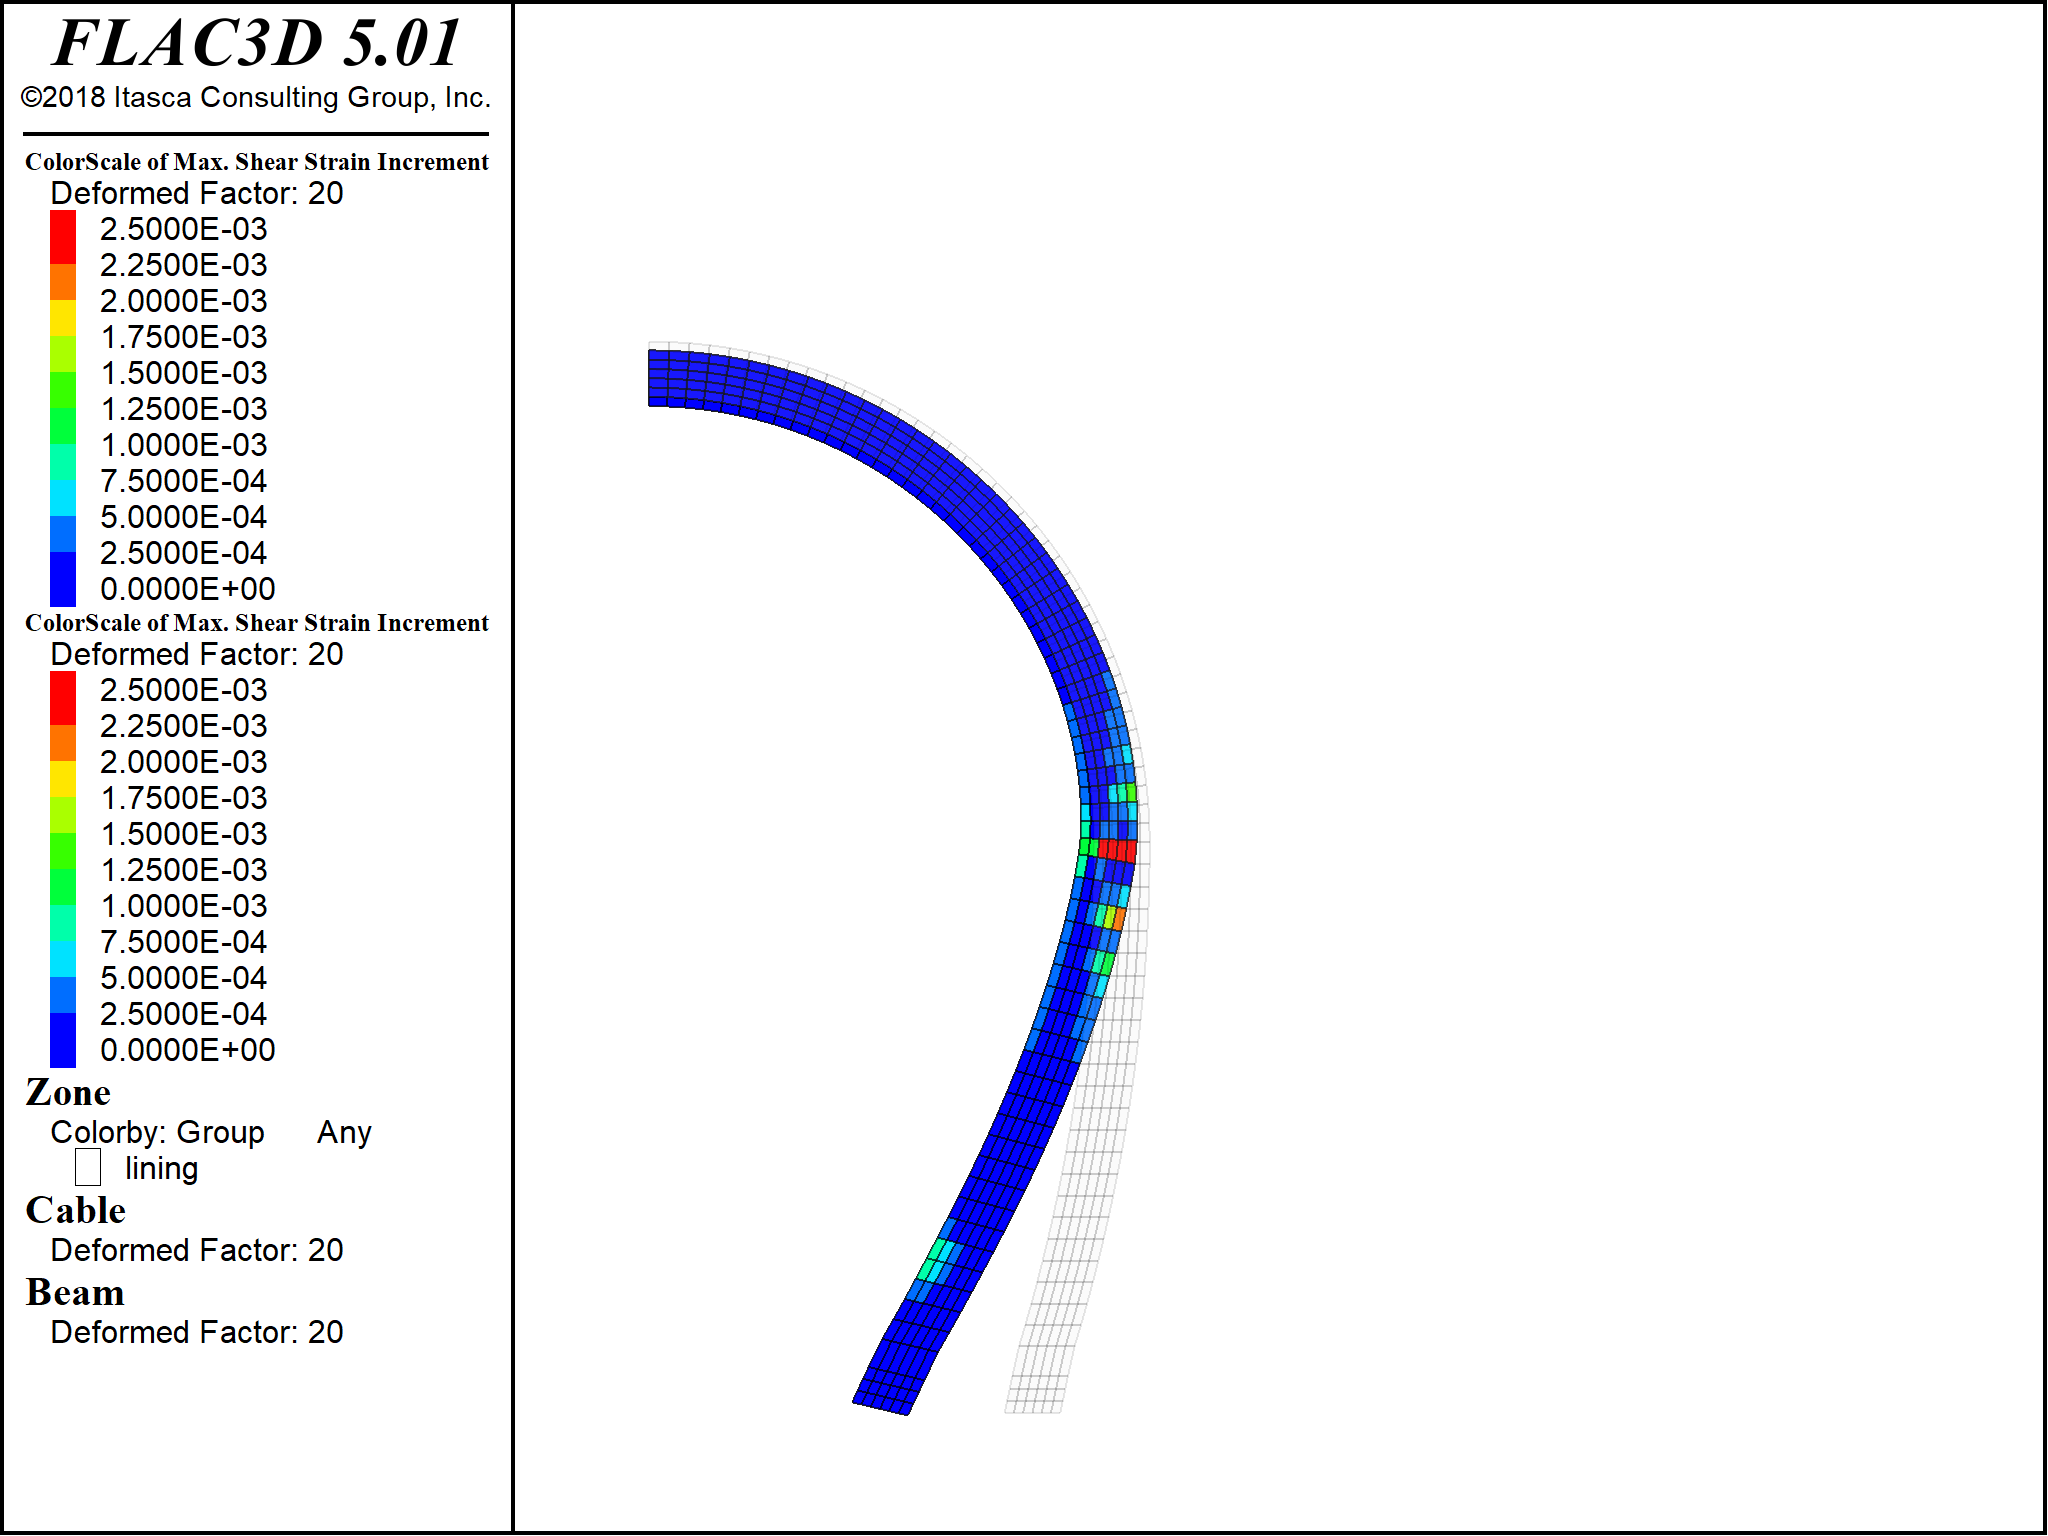 FLAC3D 5.01
©2018 Itasca Consulting Group, Inc.
ColorScale of Max. Shear Strain Increment
Deformed Factor: 20
2.5000E-03
2.2500E-03
2.0000E-03
1.7500E-03
1.5000E-03
1.2500E-03
1.0000E-03
7.5000E-04
5.0000E-04
2.5000E-04
0.0000E+00
ColorScale of Max. Shear Strain Increment
Deformed Factor: 20
2.5000E-03
2.2500E-03
2.0000E-03
1.7500E-03
1.5000E-03
1.2500E-03
1.0000E-03
7.5000E-04
5.0000E-04
2.5000E-04
0.0000E+00
Zone
Colorby: Group Any
lining
Cable
Deformed Factor: 20
Beam
Deformed Factor: 20